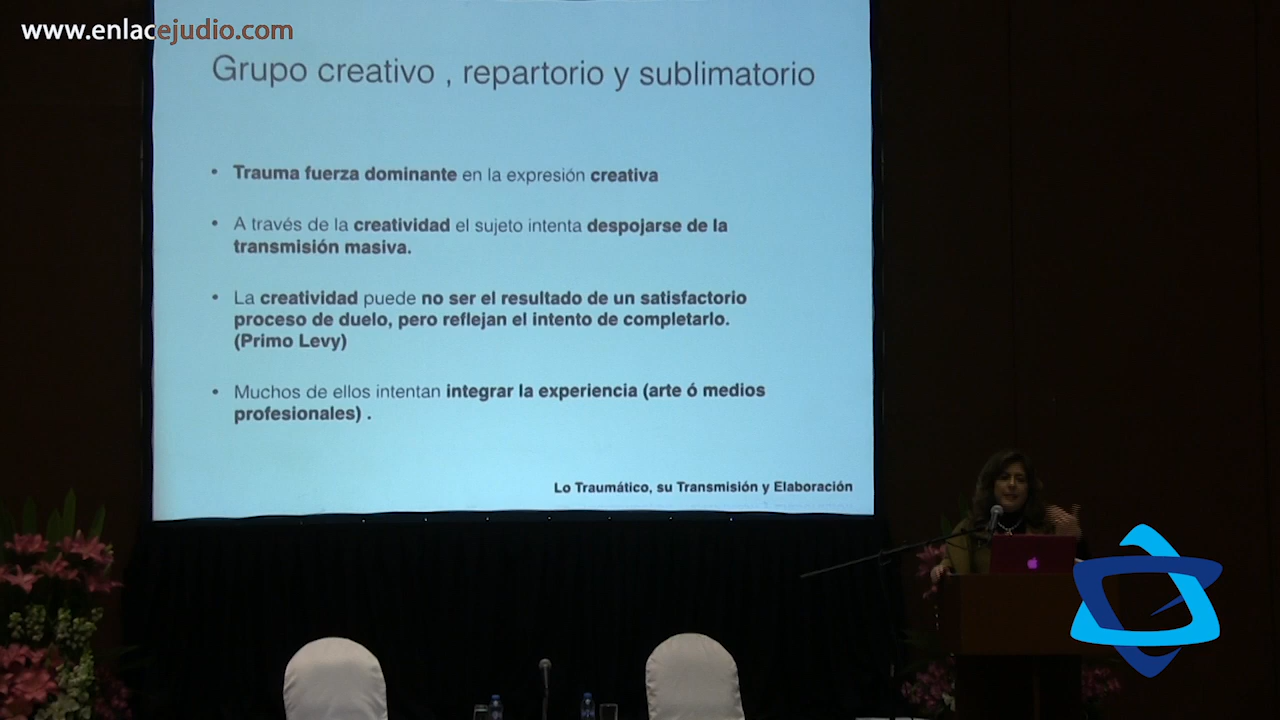 www.enlacejudio.com
Grupo creativo , repartorio y sublimatorio
• Trauma fuerza dominante en la expresión creativa
• A través de la creatividad el sujeto intenta despojarse de la
transmisión masiva.
• La creatividad puede no ser el resultado de un satisfactorio
proceso de duelo, pero reflejan el intento de completarlo.
(Primo Levy)
• Muchos de ellos intentan integrar la experiencia (arte ó medios
profesionales) .
Lo Traumático, su Transmisión y Elaboración